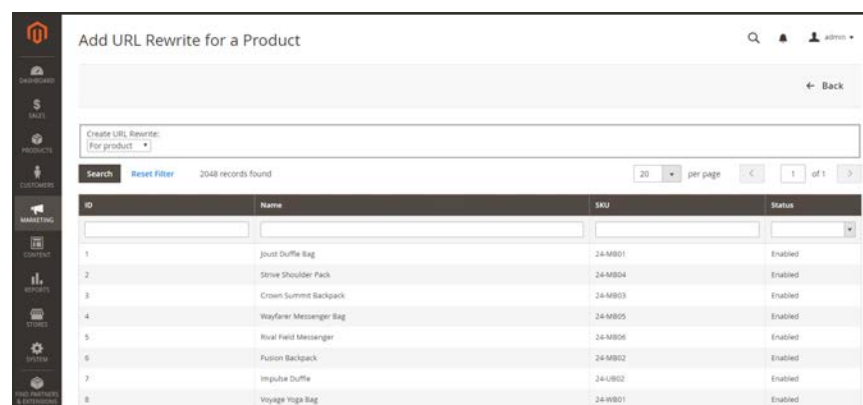 Add URL Rewrite for a Product
admin
DASHBOARD
← Back
$
SALES
Create URL Rewrite:
For product
PRODUCTS
Search Reset Filter 2048 records found 20 per page 1 of 1
CUSTOMERS
ID Name SKU Status
MARKETING
1 Joust Duffle Bag 24-MB01 Enabled
CONTENT
2 Strive Shoulder Pack 24-MB04 Enabled
3 Crown Summit Backpack 24-MB03 Enabled
REPORTS
4 Wayfarer Messenger Bag 24-MB05 Enabled
STORES
5 Rival Field Messenger 24-MB06 Enabled
SYSTEM
6 Fusion Backpack 24-MB02 Enabled
7 Impulse Duffle 24-UB02 Enabled
FIND PARTNERS
& EXTENSIONS
8 Voyage Yoga Bag 24-WB01 Enabled